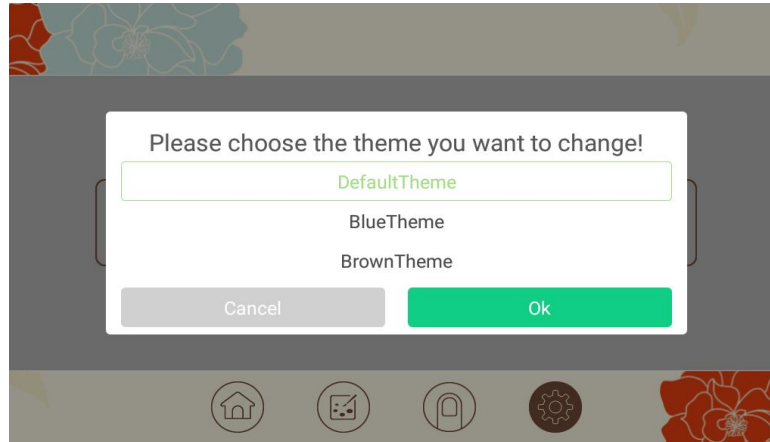 Please choose the theme you want to change!
DefaultTheme
BlueTheme
BrownTheme
Cancel
Ok